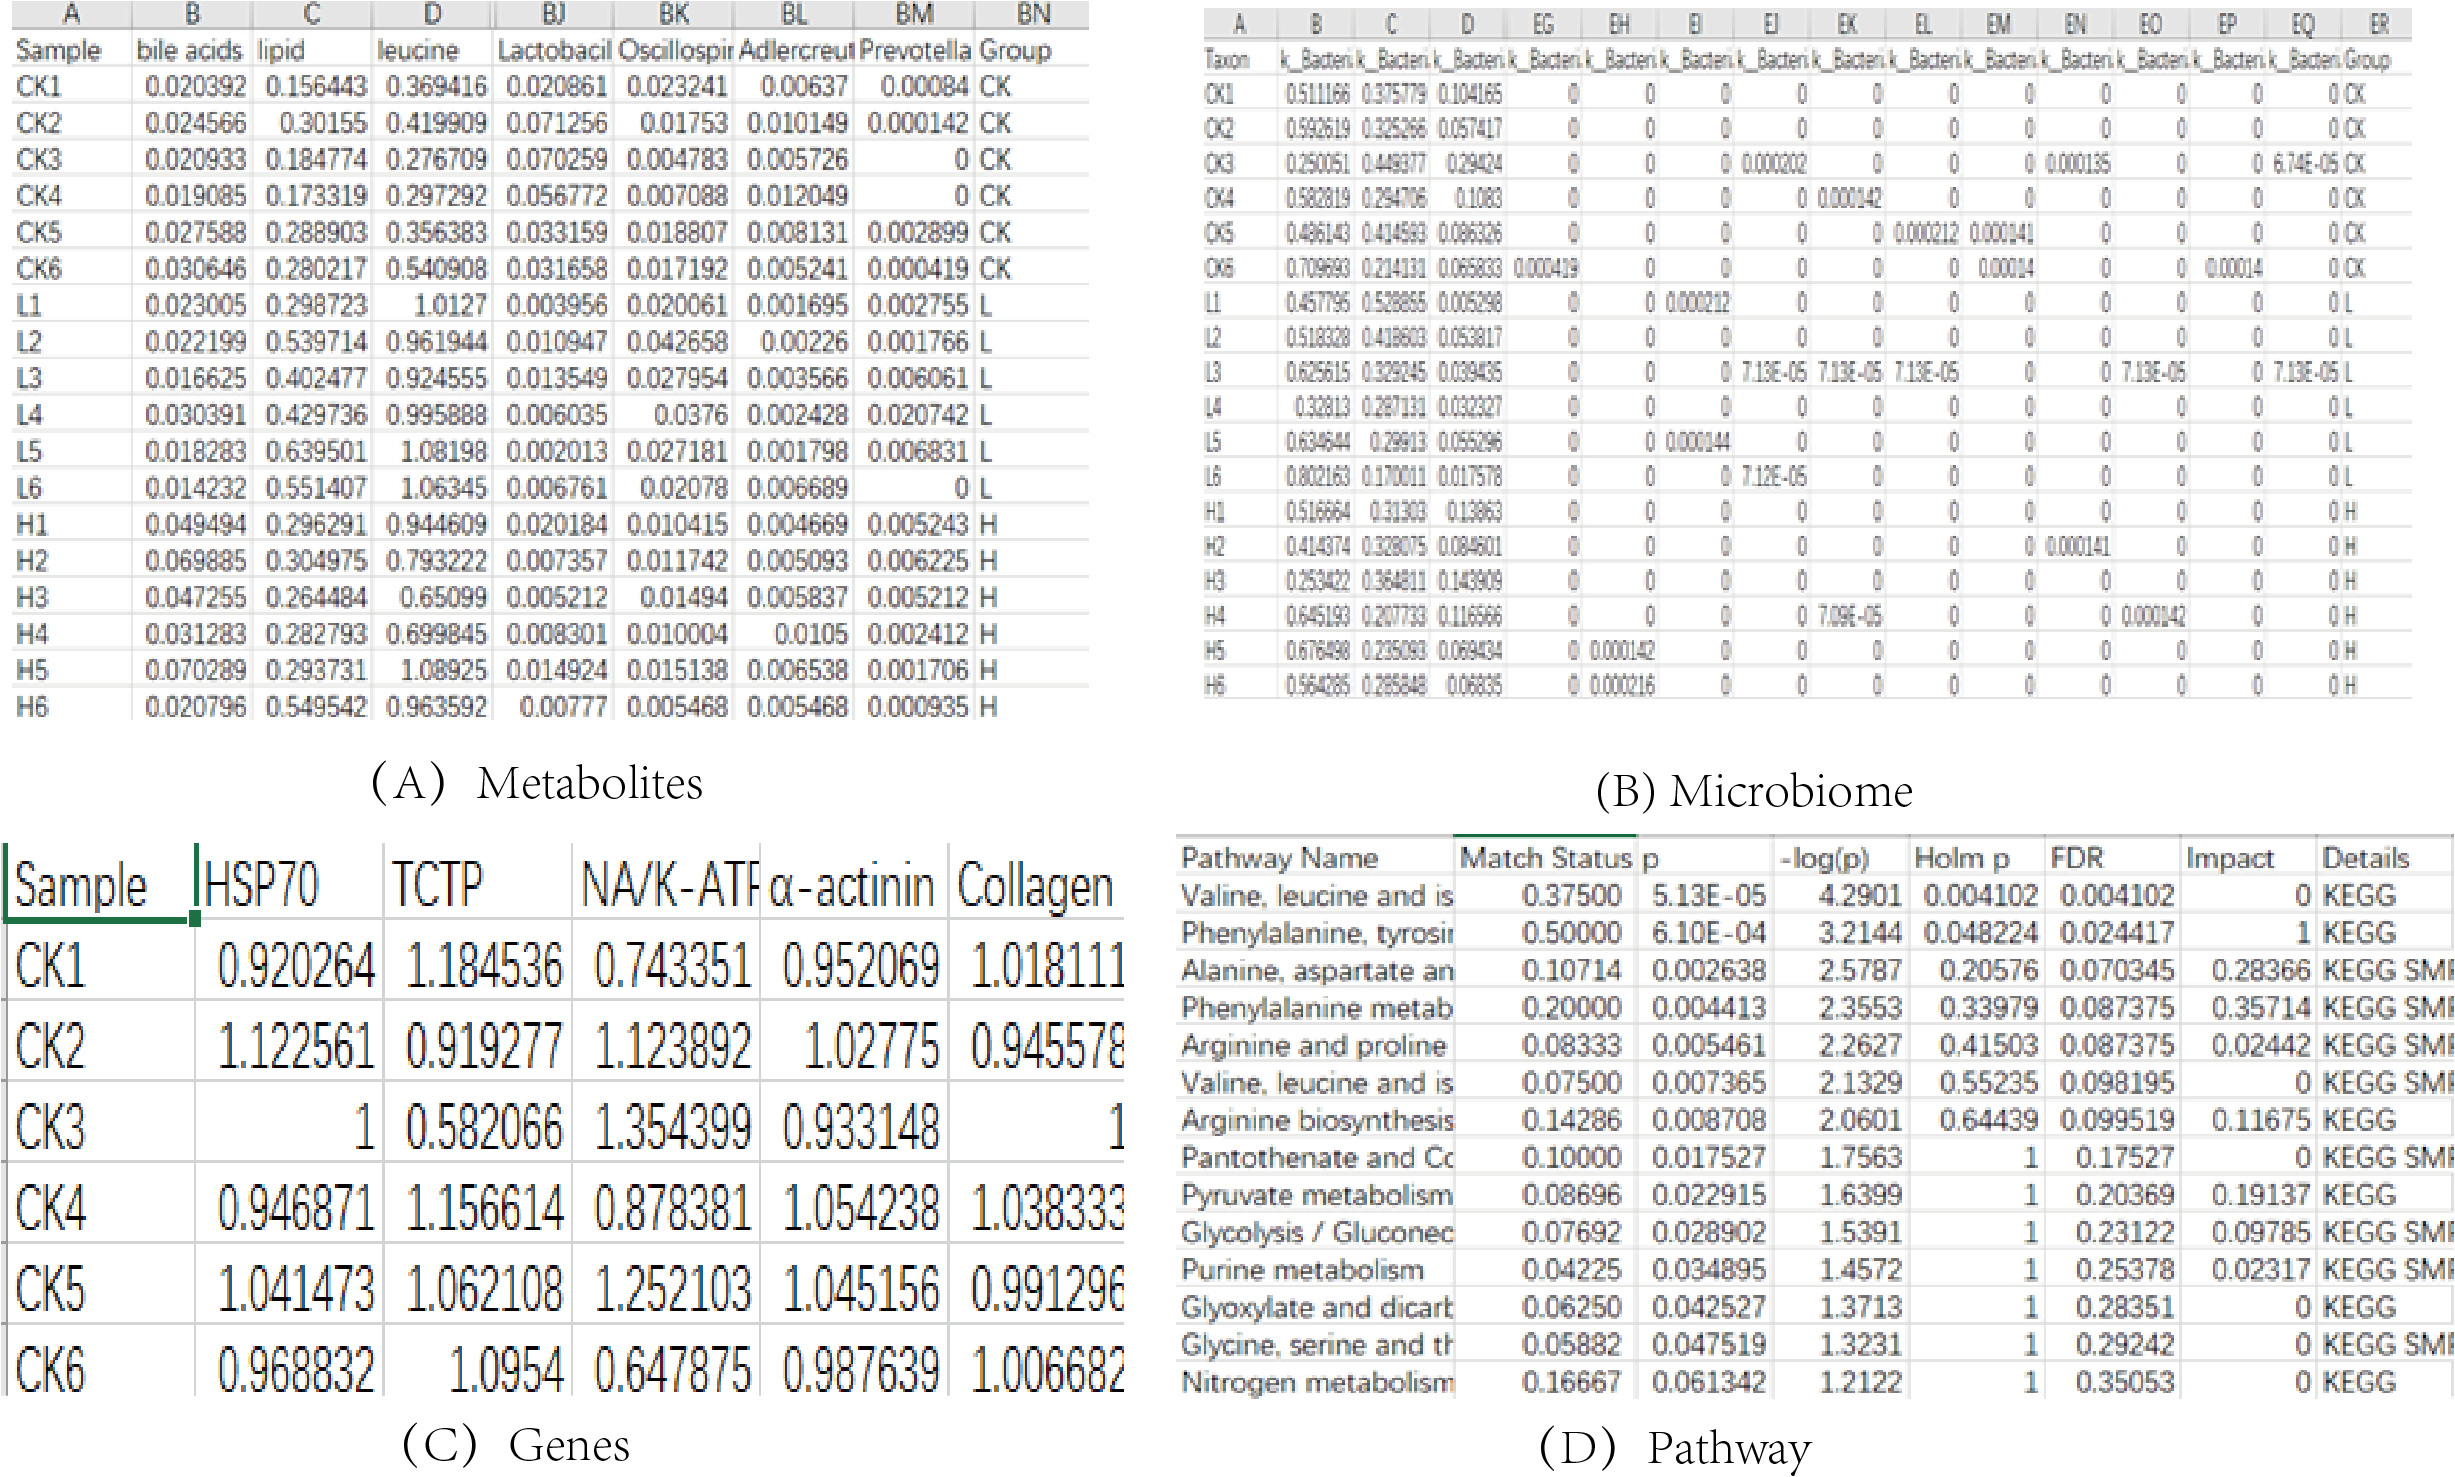 A B C D BJ BK BL BM BN
Sample bile acids lipid leucine Lactobacil Oscillospir Adlercreut Prevotella Group
CK1 0.020392 0.156443 0.369416 0.020861 0.023241 0.00637 0.00084 CK
CK2 0.024566 0.30155 0.419909 0.071256 0.01753 0.010149 0.000142 CK
CK3 0.020933 0.184774 0.276709 0.070259 0.004783 0.005726 0 CK
CK4 0.019085 0.173319 0.297292 0.056772 0.007088 0.012049 0 CK
CK5 0.027588 0.288903 0.356383 0.033159 0.018807 0.008131 0.002899 CK
CK6 0.030646 0.280217 0.540908 0.031658 0.017192 0.005241 0.000419 CK
L1 0.023005 0.298723 1.0127 0.003956 0.020061 0.001695 0.002755 L
L2 0.022199 0.539714 0.961944 0.010947 0.042658 0.00226 0.001766 L
L3 0.016625 0.402477 0.924555 0.013549 0.027954 0.003566 0.006061 L
L4 0.030391 0.429736 0.995888 0.006035 0.0376 0.002428 0.020742 L
L5 0.018283 0.639501 1.08198 0.002013 0.027181 0.001798 0.006831 L
L6 0.014232 0.551407 1.06345 0.006761 0.02078 0.006689 0 L
H1 0.049494 0.296291 0.944609 0.020184 0.010415 0.004669 0.005243 H
H2 0.069885 0.304975 0.793222 0.007357 0.011742 0.005093 0.006225 H
H3 0.047255 0.264484 0.65099 0.005212 0.01494 0.005837 0.005212 H
H4 0.031283 0.282793 0.699845 0.008301 0.010004 0.0105 0.002412 H
H5 0.070289 0.293731 1.08925 0.014924 0.015138 0.006538 0.001706 H
H6 0.020796 0.549542 0.963592 0.00777 0.005468 0.005468 0.000935 H
(A) Metabolites
A B C D EG EH EI EJ EK EL EM EN EO EP EQ ER
Taxon k_Bacteri k_Bacteri k_Bacteri k_Bacteri k_Bacteri k_Bacteri k_Bacteri k_Bacteri k_Bacteri k_Bacteri k_Bacteri k_Bacteri k_Bacteri k_Bacteri Group
CK1 0.511166 0.375779 0.104165 0 0 0 0 0 0 0 0 0 0 0 CK
CK2 0.592619 0.325266 0.057417 0 0 0 0 0 0 0 0 0 0 0 CK
CK3 0.250051 0.449377 0.29424 0 0 0 0.000202 0 0 0 0.000135 0 0 6.74E-05 CK
CK4 0.582819 0.294706 0.1083 0 0 0 0 0.000142 0 0 0 0 0 0 CK
CK5 0.486143 0.414593 0.086326 0 0 0 0 0 0.000212 0.000141 0 0 0 0 CK
CK6 0.709693 0.214131 0.065833 0.000419 0 0 0 0 0 0.00014 0 0 0.00014 0 CK
L1 0.457795 0.528855 0.005298 0 0 0.000212 0 0 0 0 0 0 0 0 L
L2 0.518328 0.418603 0.053817 0 0 0 0 0 0 0 0 0 0 0 L
L3 0.625615 0.329245 0.039435 0 0 0 7.13E-05 7.13E-05 7.13E-05 0 0 7.13E-05 0 7.13E-05 L
L4 0.32813 0.287131 0.032327 0 0 0 0 0 0 0 0 0 0 0 L
L5 0.634644 0.29913 0.055296 0 0 0.000144 0 0 0 0 0 0 0 0 L
L6 0.802163 0.170011 0.017578 0 0 0 7.12E-05 0 0 0 0 0 0 0 L
H1 0.516664 0.31303 0.13863 0 0 0 0 0 0 0 0 0 0 0 H
H2 0.414374 0.328075 0.084601 0 0 0 0 0 0 0 0.000141 0 0 0 H
H3 0.253422 0.364811 0.143909 0 0 0 0 0 0 0 0 0 0 0 H
H4 0.645193 0.207733 0.116566 0 0 0 0 7.09E-05 0 0 0 0.000142 0 0 H
H5 0.676498 0.235093 0.069434 0 0.000142 0 0 0 0 0 0 0 0 0 H
H6 0.564285 0.285848 0.06835 0 0.000216 0 0 0 0 0 0 0 0 0 H
(B) Microbiome
Sample HSP70 TCTP NA/K-ATF α-actinin Collagen
CK1 0.920264 1.184536 0.743351 0.952069 1.018111
CK2 1.122561 0.919277 1.123892 1.02775 0.945578
CK3 1 0.582066 1.354399 0.933148 1
CK4 0.946871 1.156614 0.878381 1.054238 1.038333
CK5 1.041473 1.062108 1.252103 1.045156 0.991296
CK6 0.968832 1.0954 0.647875 0.987639 1.006682
(C) Genes
Pathway Name Match Status p -log(p) Holm p FDR Impact Details
Valine, leucine and is 0.37500 5.13E-05 4.2901 0.004102 0.004102 0 KEGG
Phenylalanine, tyrosir 0.50000 6.10E-04 3.2144 0.048224 0.024417 1 KEGG
Alanine, aspartate an 0.10714 0.002638 2.5787 0.20576 0.070345 0.28366 KEGG SMF
Phenylalanine metab 0.20000 0.004413 2.3553 0.33979 0.087375 0.35714 KEGG SMF
Arginine and proline 0.08333 0.005461 2.2627 0.41503 0.087375 0.02442 KEGG SMF
Valine, leucine and is 0.07500 0.007365 2.1329 0.55235 0.098195 0 KEGG SMF
Arginine biosynthesis 0.14286 0.008708 2.0601 0.64439 0.099519 0.11675 KEGG
Pantothenate and Cc 0.10000 0.017527 1.7563 1 0.17527 0 KEGG SMF
Pyruvate metabolism 0.08696 0.022915 1.6399 1 0.20369 0.19137 KEGG
Glycolysis / Gluconec 0.07692 0.028902 1.5391 1 0.23122 0.09785 KEGG SMF
Purine metabolism 0.04225 0.034895 1.4572 1 0.25378 0.02317 KEGG SMF
Glyoxylate and dicart 0.06250 0.042527 1.3713 1 0.28351 0 KEGG
Glycine, serine and th 0.05882 0.047519 1.3231 1 0.29242 0 KEGG SMF
Nitrogen metabolism 0.16667 0.061342 1.2122 1 0.35053 0 KEGG
(D) Pathway